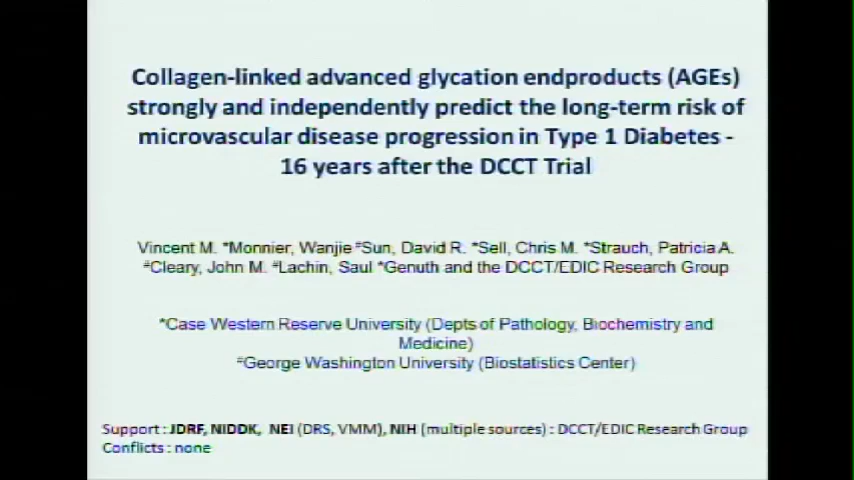 Collagen-linked advanced glycation endproducts (AGEs)
strongly and independently predict the long-term risk of
microvascular disease progression in Type 1 Diabetes -
16 years after the DCCT Trial
Vincent M. *Monnier, Wanjie #Sun, David R. *Sell, Chris M. *Strauch, Patricia A.
#Cleary, John M. #Lachin, Saul *Genuth and the DCCT/EDIC Research Group
*Case Western Reserve University (Depts of Pathology, Biochemistry and
Medicine)
#George Washington University (Biostatistics Center)
Support : JDRF, NIDDK, NEI (DRS, VMM), NIH (multiple sources) : DCCT/EDIC Research Group
Conflicts : none